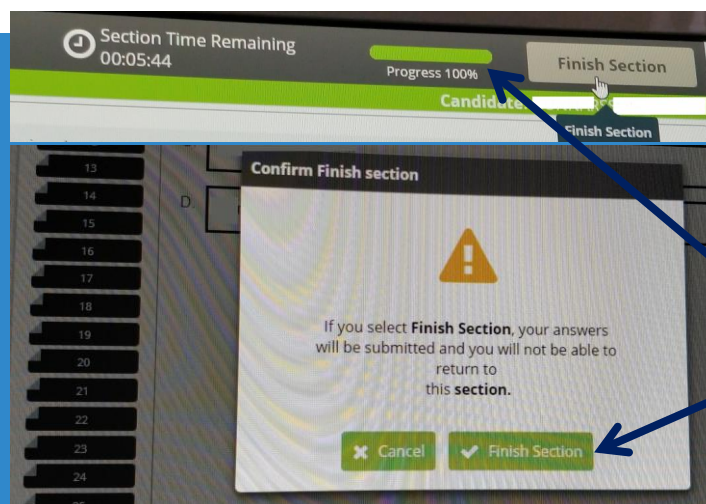 Section Time Remaining
00:05:44
Progress 100%
Finish Section
Candidate:
Finish Section
13
14
15
16
17
18
19
20
21
22
23
24
D.
Confirm Finish section
If you select Finish Section, your answers
will be submitted and you will not be able to
return to
this section.
Cancel
Finish Section